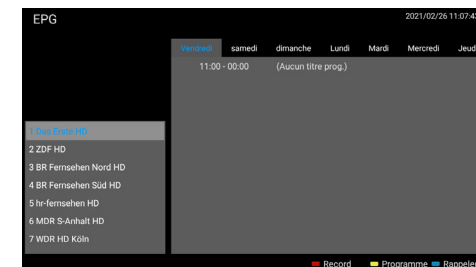 EPG 2021/02/26 11:07:42
Vendredi samedi dimanche Lundi Mardi Mercredi Jeud
11:00 - 00:00 (Aucun titre prog.)
1 Das Erste HD
2 ZDF HD
3 BR Fernsehen Nord HD
4 BR Fernsehen Süd HD
5 hr-fernsehen HD
6 MDR S-Anhalt HD
7 WDR HD Köln
Record Programme Rappeler